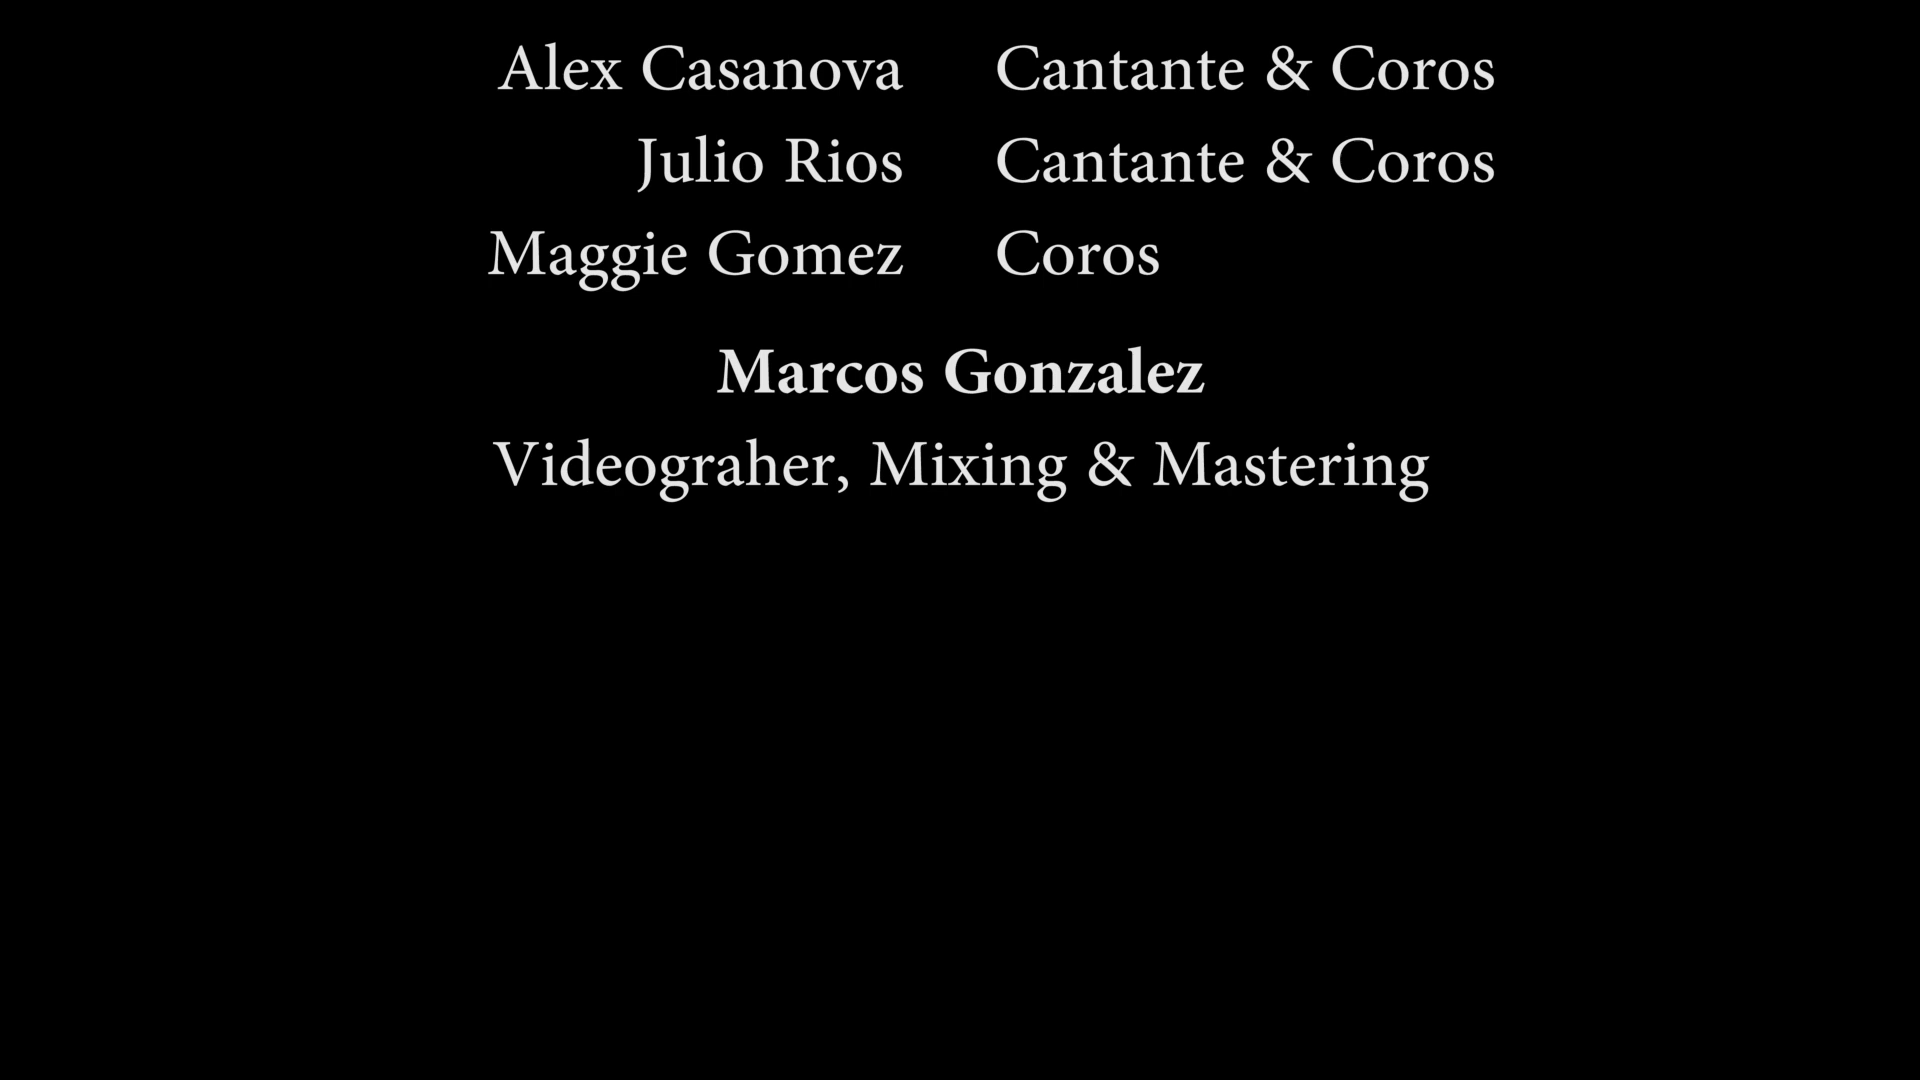 Alex Casanova Cantante & Coros
Julio Rios Cantante & Coros
Maggie Gomez Coros
Marcos Gonzalez
Videograher, Mixing & Mastering